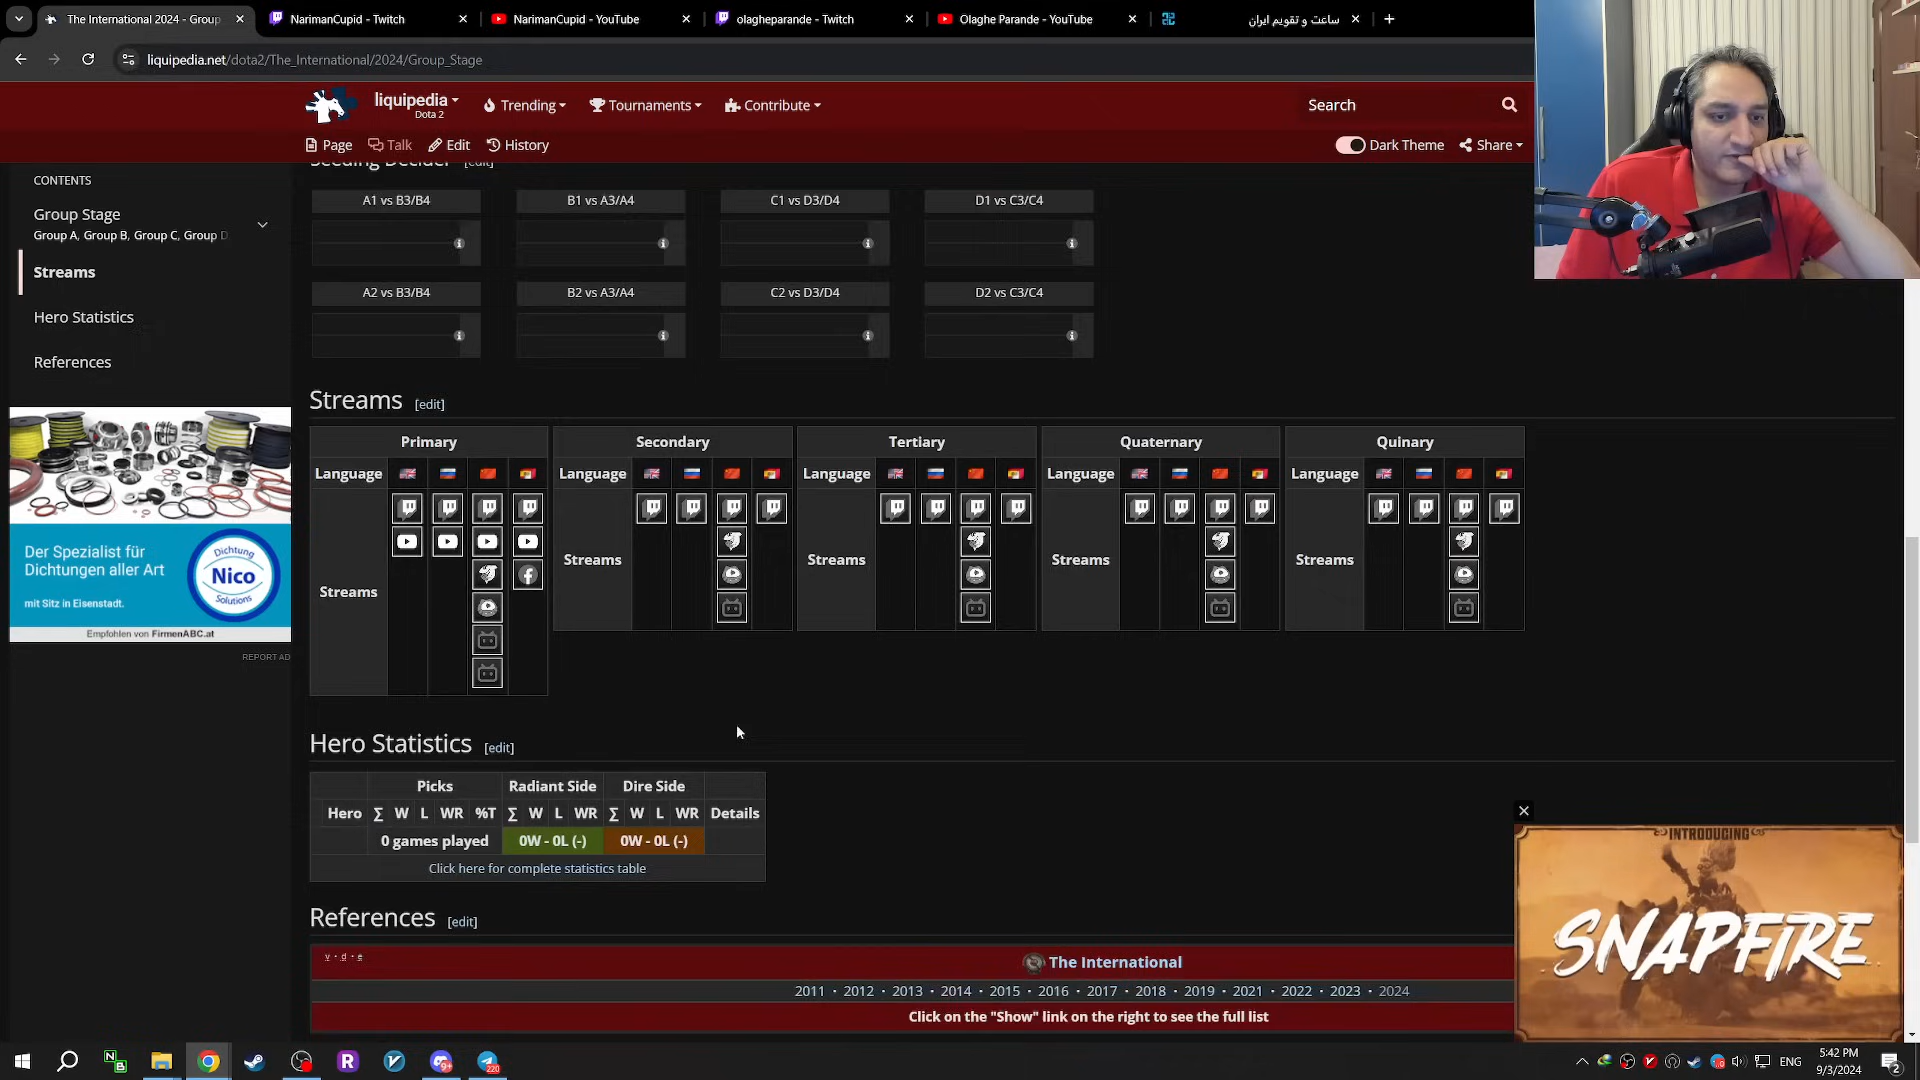 The International 2024 - Group
NarimanCupid - Twitch
NarimanCupid - YouTube
olagheparande - Twitch
Olaghe Parande - YouTube
ساعت و تقویم ایران
liquipedia.net/dota2/The_International/2024/Group_Stage
liquipedia
Dota 2
Trending
Tournaments
Contribute
Search
Page
Talk
Edit
History
Dark Theme
Share
CONTENTS
Group Stage
Group A, Group B, Group C, Group D
Streams
Hero Statistics
References
Seeding Decider [edit]
A1 vs B3/B4
B1 vs A3/A4
C1 vs D3/D4
D1 vs C3/C4
A2 vs B3/B4
B2 vs A3/A4
C2 vs D3/D4
D2 vs C3/C4
Streams [edit]
Primary
Language
Streams
Secondary
Language
Streams
Tertiary
Language
Streams
Quaternary
Language
Streams
Quinary
Language
Streams
Der Spezialist für
Dichtungen aller Art
mit Sitz in Eisenstadt.
Dichtung
Nico
Solutions
Empfohlen von FirmenABC.at
REPORT AD
Hero Statistics [edit]
Picks Radiant Side Dire Side
Hero ∑ W L WR %T ∑ W L WR ∑ W L WR Details
0 games played 0W - 0L (-) 0W - 0L (-)
Click here for complete statistics table
References [edit]
v · d · e
The International
2011 · 2012 · 2013 · 2014 · 2015 · 2016 · 2017 · 2018 · 2019 · 2021 · 2022 · 2023 · 2024
Click on the "Show" link on the right to see the full list
INTRODUCING
SNAPFIRE
N
B
R
9+
220
ENG
5:42 PM
9/3/2024
2